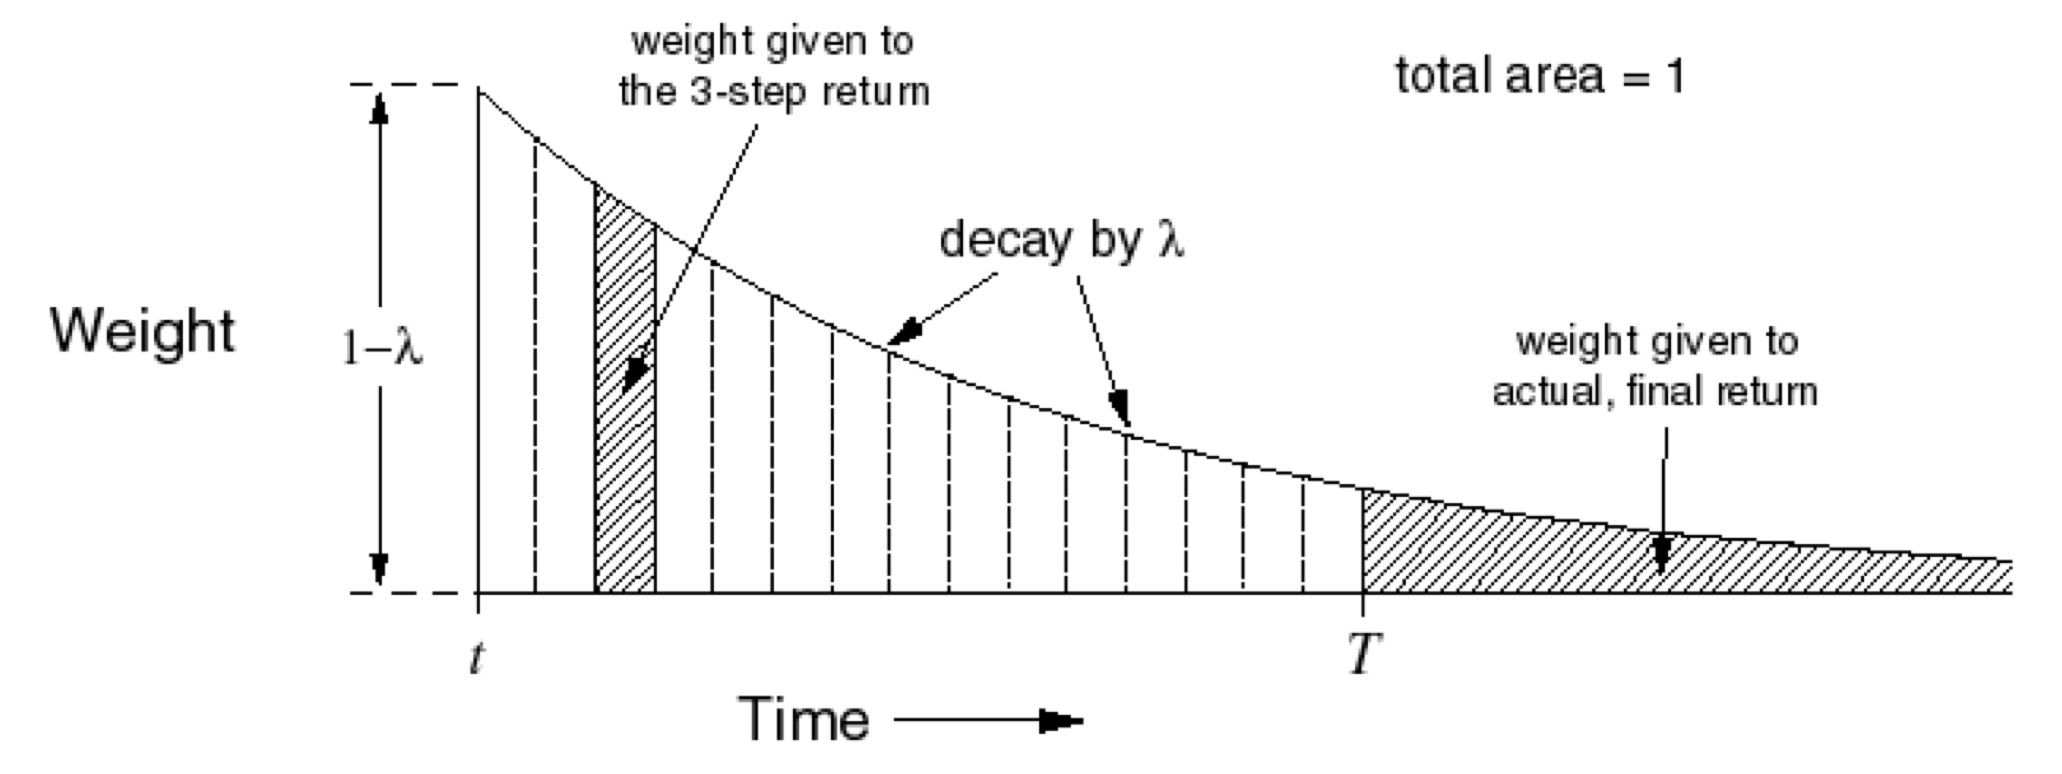 weight given to
the 3-step return
total area = 1
decay by λ
Weight
1–λ
weight given to
actual, final return
t
T
Time